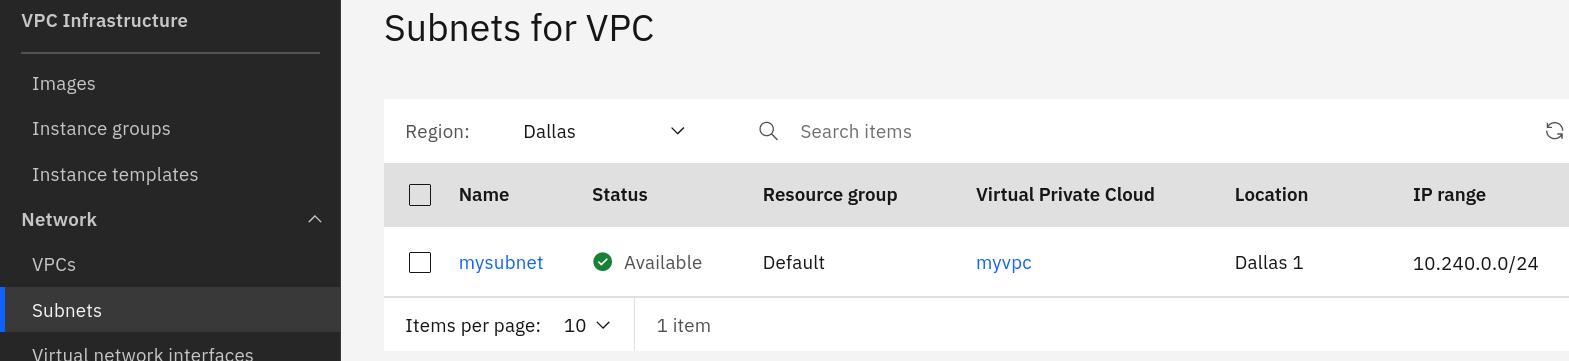 VPC Infrastructure
Images
Instance groups
Instance templates
Network
VPCs
Subnets
Virtual network interfaces
Subnets for VPC
Region: Dallas Search items
Name Status Resource group Virtual Private Cloud Location IP range
mysubnet Available Default myvpc Dallas 1 10.240.0.0/24
Items per page: 10 1 item